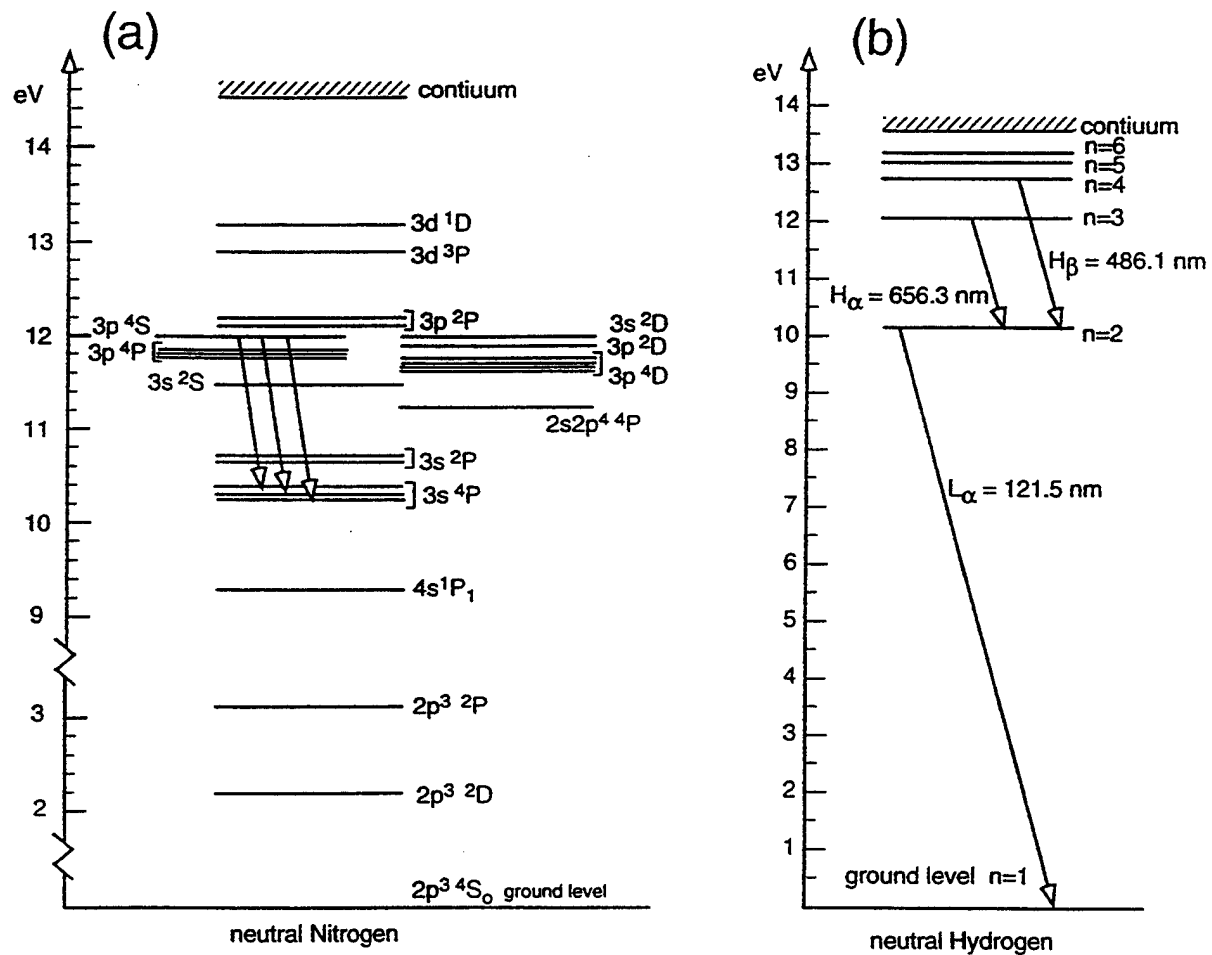 (a)
eV
contiuum
14
3d ¹D
13
3d ³P
3p ⁴S
3p ²P
3s ²D
12
3p ⁴P
3p ²D
3s ²S
3p ⁴D
2s2p⁴ ⁴P
11
3s ²P
3s ⁴P
10
4s¹P₁
9
3
2p³ ²P
2p³ ²D
2
2p³ ⁴Sₒ ground level
neutral Nitrogen
(b)
eV
14
contiuum
n=6
13
n=5
n=4
12
n=3
11
Hβ = 486.1 nm
Hα = 656.3 nm
10
n=2
9
8
7
Lα = 121.5 nm
6
5
4
3
2
1
ground level n=1
neutral Hydrogen